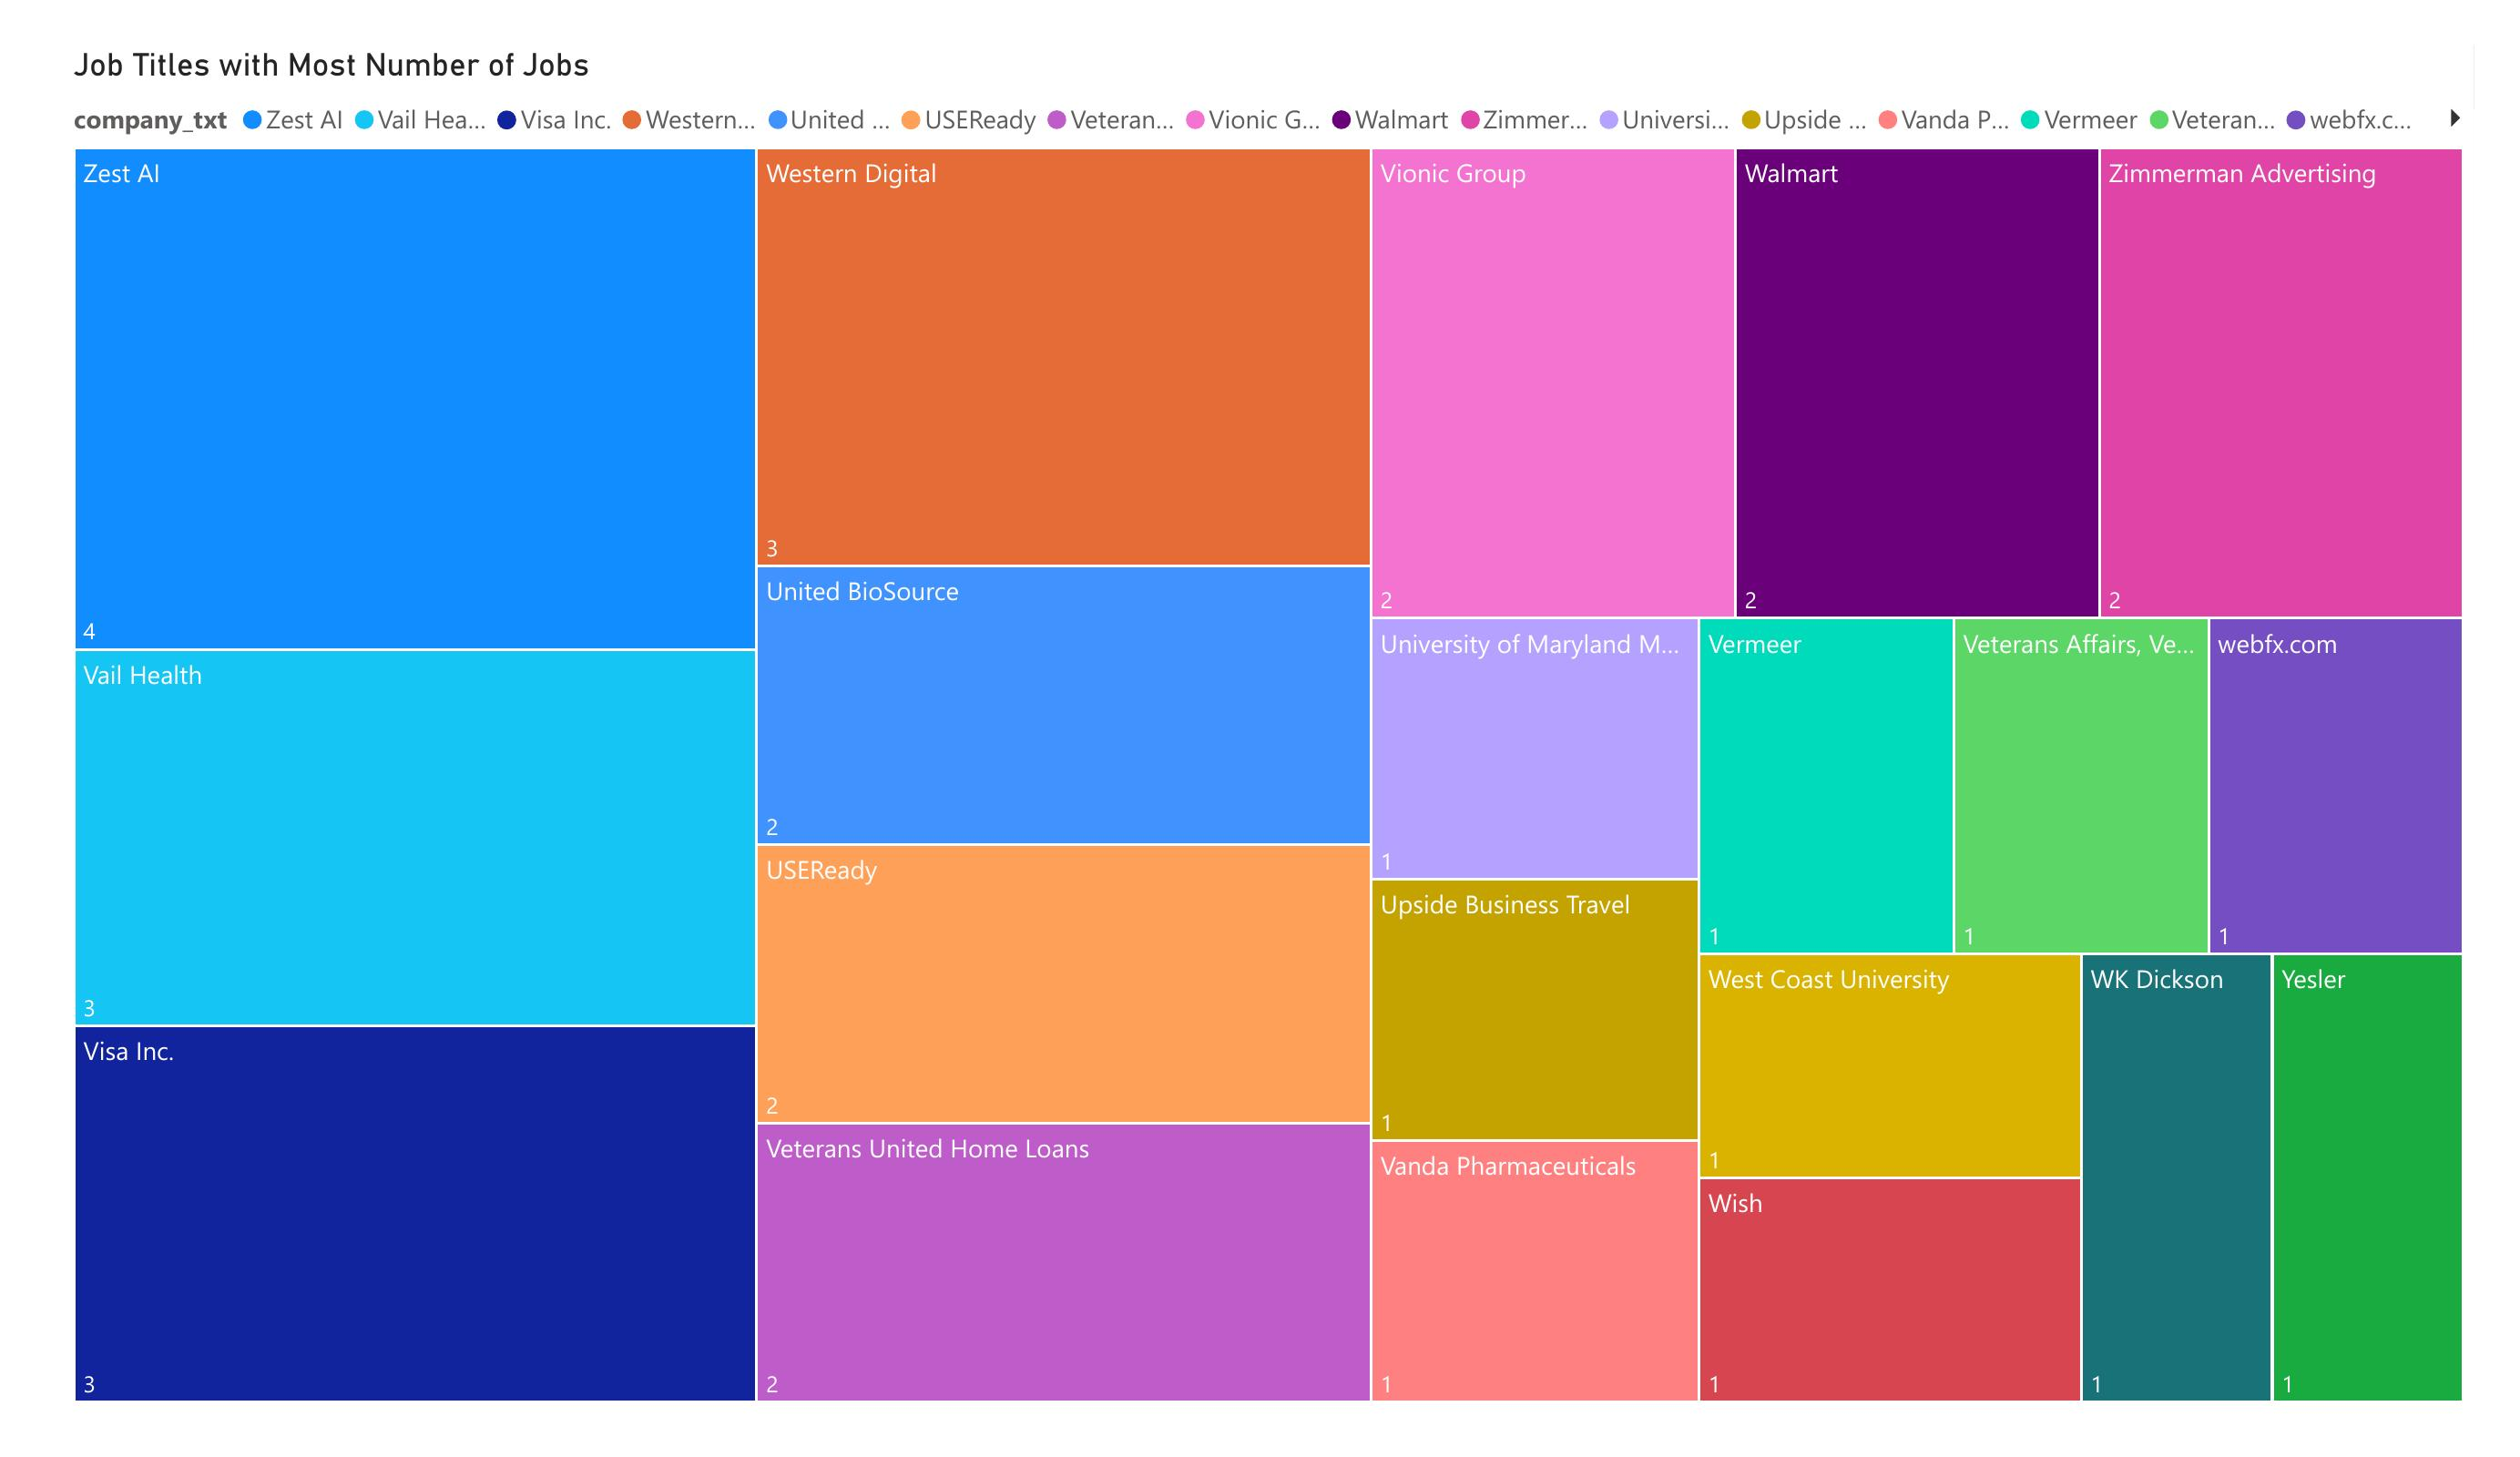 Job Titles with Most Number of Jobs
company_txt Zest AI Vail Hea... Visa Inc. Western... United ... USEReady Veteran... Vionic G... Walmart Zimmer... Universi... Upside ... Vanda P... Vermeer Veteran... webfx.c...
Zest AI
4
Vail Health
3
Visa Inc.
3
Western Digital
3
United BioSource
2
USEReady
2
Veterans United Home Loans
2
Vionic Group
2
Walmart
2
Zimmerman Advertising
2
University of Maryland M...
1
Upside Business Travel
1
Vanda Pharmaceuticals
1
Vermeer
1
Veterans Affairs, Ve...
1
webfx.com
1
West Coast University
1
Wish
1
WK Dickson
1
Yesler
1